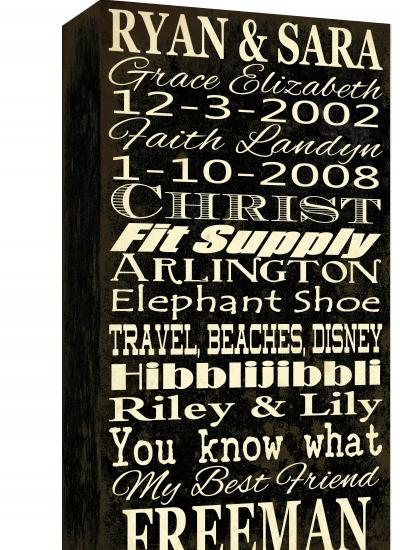 RYAN & SARA
Grace Elizabeth
12-3-2002
Faith Landyn
1-10-2008
CHRIST
Fit Supply
ARLINGTON
Elephant Shoe
TRAVEL, BEACHES, DISNEY
Hibblijibbli
Riley & Lily
You know what
My Best Friend
FREEMAN